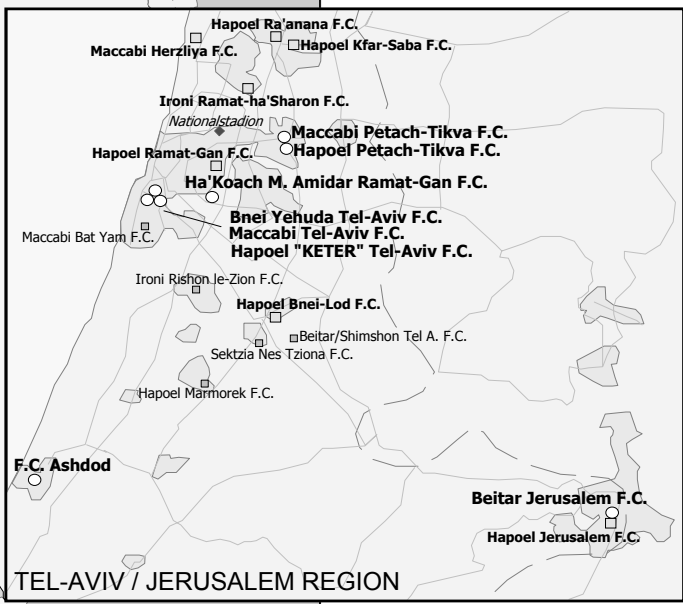 Hapoel Ra'anana F.C.
Maccabi Herzliya F.C.
Hapoel Kfar-Saba F.C.
Ironi Ramat-ha'Sharon F.C.
Nationalstadion
Maccabi Petach-Tikva F.C.
Hapoel Petach-Tikva F.C.
Hapoel Ramat-Gan F.C.
Ha'Koach M. Amidar Ramat-Gan F.C.
Bnei Yehuda Tel-Aviv F.C.
Maccabi Tel-Aviv F.C.
Hapoel "KETER" Tel-Aviv F.C.
Maccabi Bat Yam F.C.
Ironi Rishon le-Zion F.C.
Hapoel Bnei-Lod F.C.
Beitar/Shimshon Tel A. F.C.
Sektzia Nes Tziona F.C.
Hapoel Marmorek F.C.
F.C. Ashdod
Beitar Jerusalem F.C.
Hapoel Jerusalem F.C.
TEL-AVIV / JERUSALEM REGION